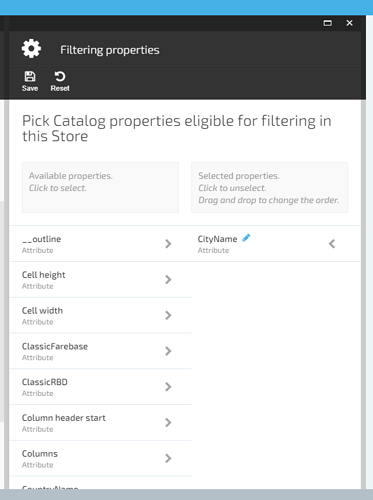 Filtering properties
Save
Reset
Pick Catalog properties eligible for filtering in
this Store
Available properties.
Click to select.
Selected properties.
Click to unselect.
Drag and drop to change the order.
__outline
Attribute
CityName
Attribute
Cell height
Attribute
Cell width
Attribute
ClassicFarebase
Attribute
ClassicRBD
Attribute
Column header start
Attribute
Columns
Attribute
CountryName